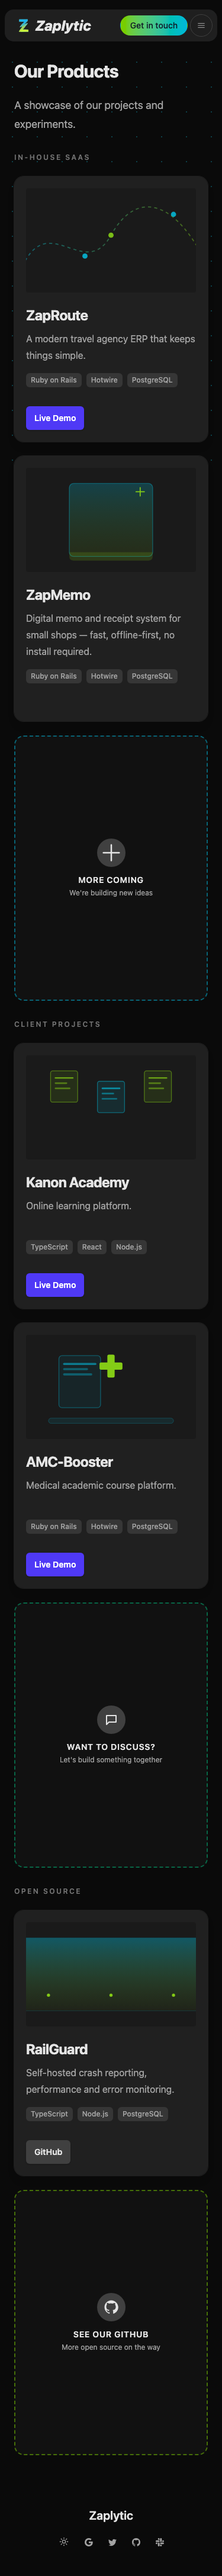 Zaplytic
Get in touch
Our Products
A showcase of our projects and
experiments.
IN-HOUSE SAAS
ZapRoute
A modern travel agency ERP that keeps
things simple.
Ruby on Rails Hotwire PostgreSQL
Live Demo
ZapMemo
Digital memo and receipt system for
small shops — fast, offline-first, no
install required.
Ruby on Rails Hotwire PostgreSQL
MORE COMING
We're building new ideas
CLIENT PROJECTS
Kanon Academy
Online learning platform.
TypeScript React Node.js
Live Demo
AMC-Booster
Medical academic course platform.
Ruby on Rails Hotwire PostgreSQL
Live Demo
WANT TO DISCUSS?
Let's build something together
OPEN SOURCE
RailGuard
Self-hosted crash reporting,
performance and error monitoring.
TypeScript Node.js PostgreSQL
GitHub
SEE OUR GITHUB
More open source on the way
Zaplytic